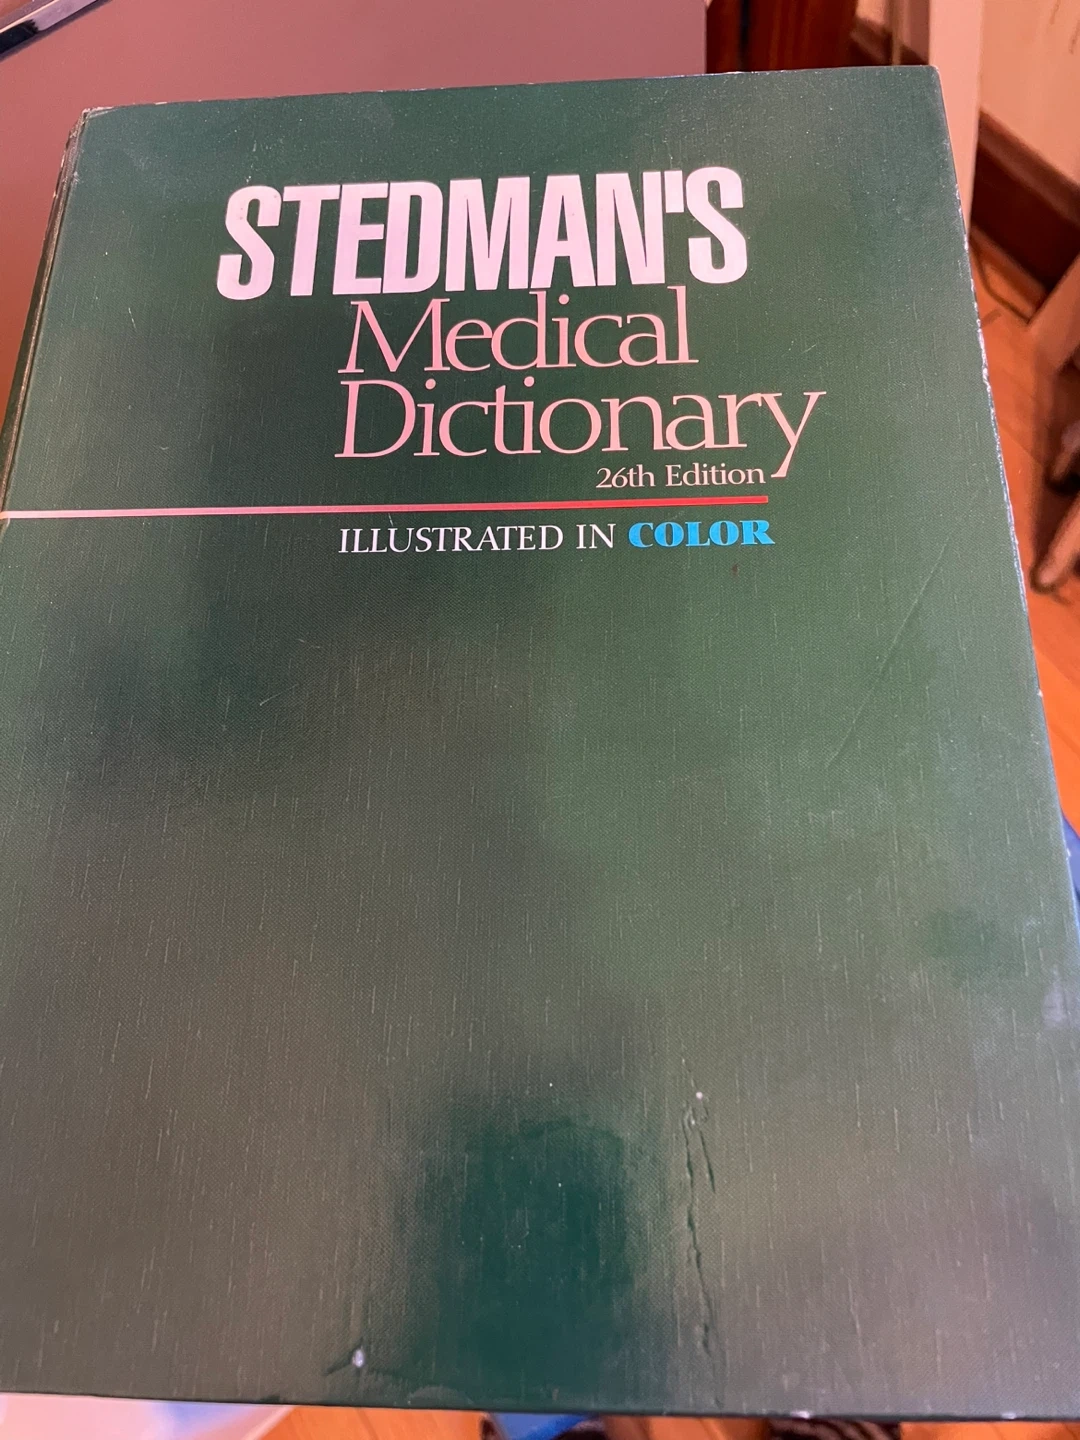 STEDMAN'S
Medical
Dictionary
26th Edition
ILLUSTRATED IN COLOR